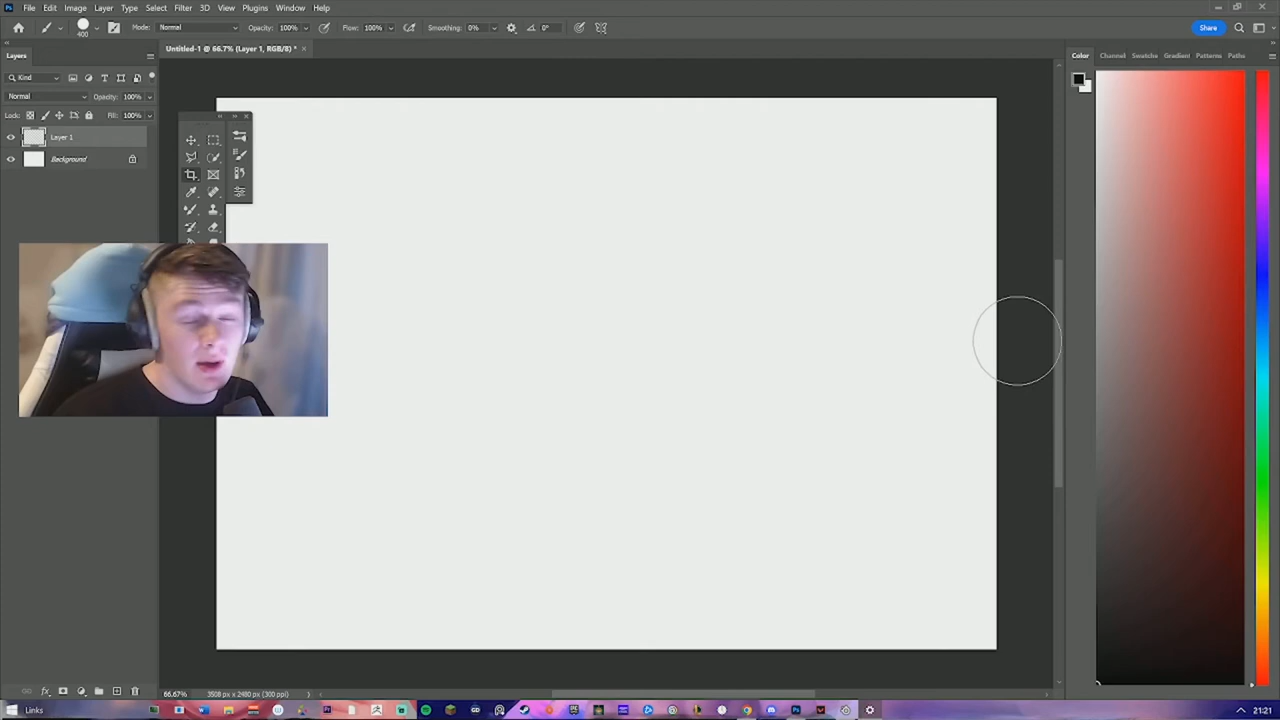 Ps File Edit Image Layer Type Select Filter 3D View Plugins Window Help
400 Mode: Normal Opacity: 100% Flow: 100% Smoothing: 0% 0° Share
Untitled-1 @ 66.7% (Layer 1, RGB/8) *
Layers
Kind
Normal Opacity: 100%
Lock: Fill: 100%
Layer 1
Background
Color Channel Swatche Gradient Patterns Paths
fx
66.67% 3508 px x 2480 px (300 ppi)
Links 21:21